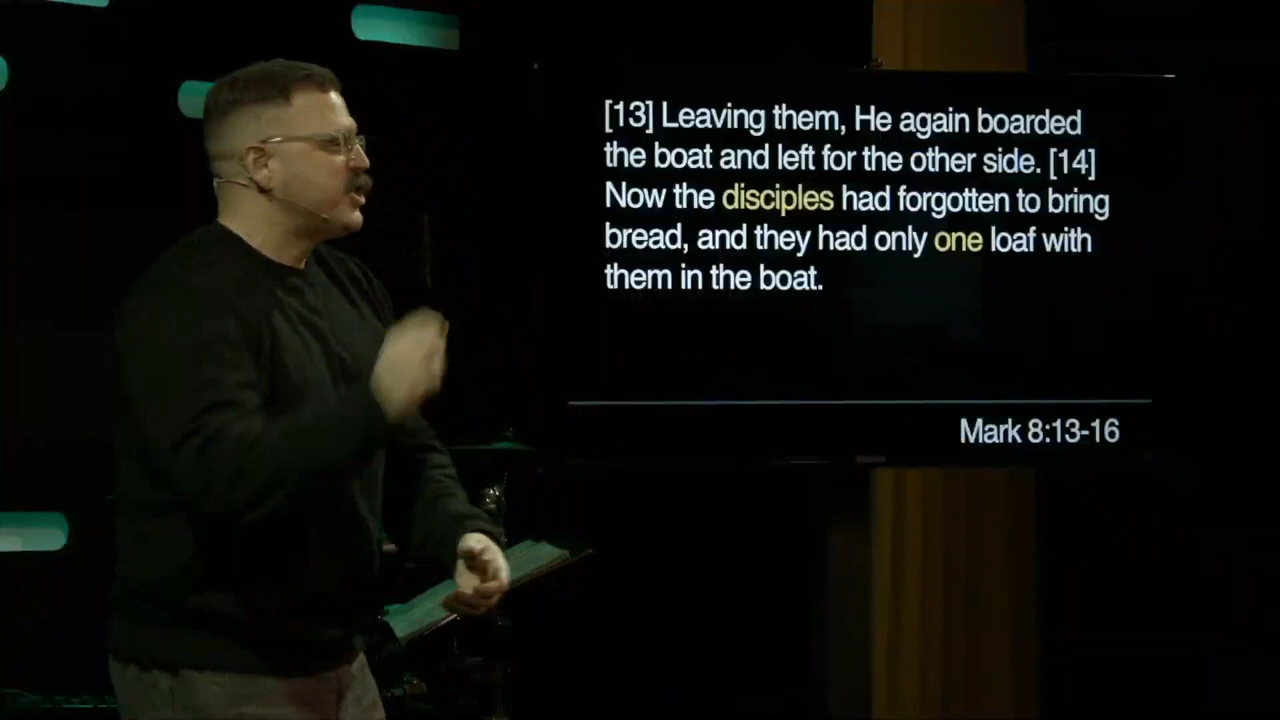 [13] Leaving them, He again boarded
the boat and left for the other side. [14]
Now the disciples had forgotten to bring
bread, and they had only one loaf with
them in the boat.
Mark 8:13-16